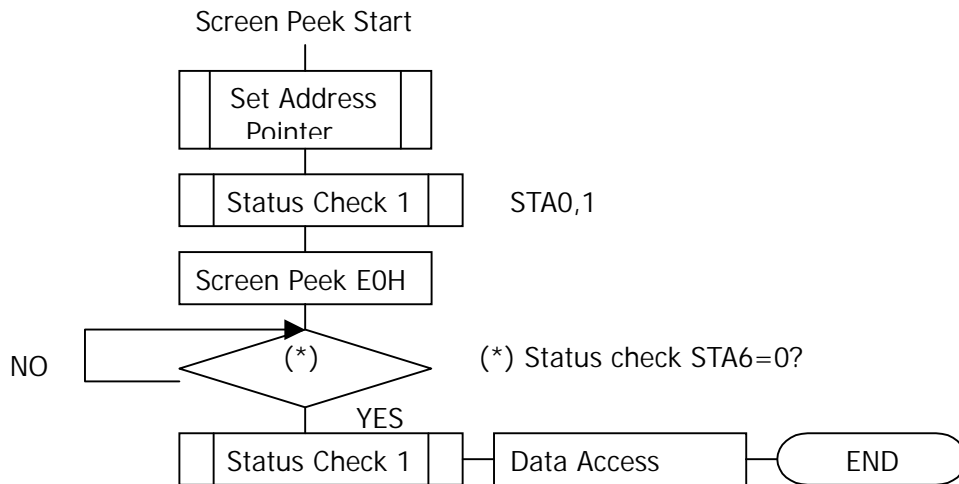 Screen Peek Start
Set Address
Pointer
Status Check 1
STA0,1
Screen Peek E0H
NO
(*)
(*) Status check STA6=0?
YES
Status Check 1
Data Access
END